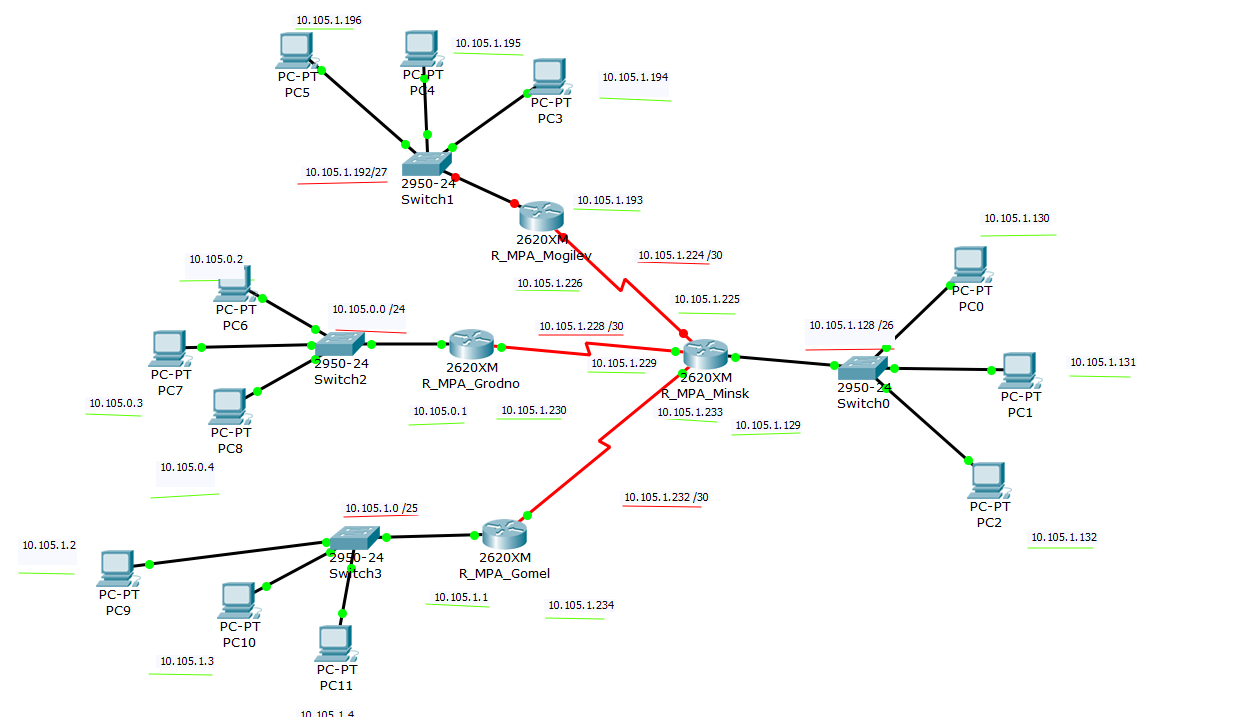 10.105.1.196
10.105.1.195
10.105.1.194
PC-PT
PC5
PC-PT
PC4
PC-PT
PC3
10.105.1.192/27
2950-24
Switch1
10.105.1.193
2620XM
R_MPA_Mogilev
10.105.1.130
10.105.1.224 /30
10.105.0.2
10.105.1.226
PC-PT
PC0
10.105.1.225
PC-PT
PC6
10.105.0.0 /24
10.105.1.228 /30
10.105.1.128 /26
2950-24
Switch2
2620XM
R_MPA_Grodno
10.105.1.229
2620XM
R_MPA_Minsk
10.105.1.131
PC-PT
PC7
2950-24
Switch0
PC-PT
PC1
10.105.0.3
10.105.0.1
10.105.1.230
10.105.1.233
10.105.1.129
PC-PT
PC8
10.105.0.4
10.105.1.232 /30
PC-PT
PC2
10.105.1.0 /25
10.105.1.132
10.105.1.2
2950-24
Switch3
2620XM
R_MPA_Gomel
PC-PT
PC9
10.105.1.1
10.105.1.234
PC-PT
PC10
10.105.1.3
PC-PT
PC11
10.105.1.4